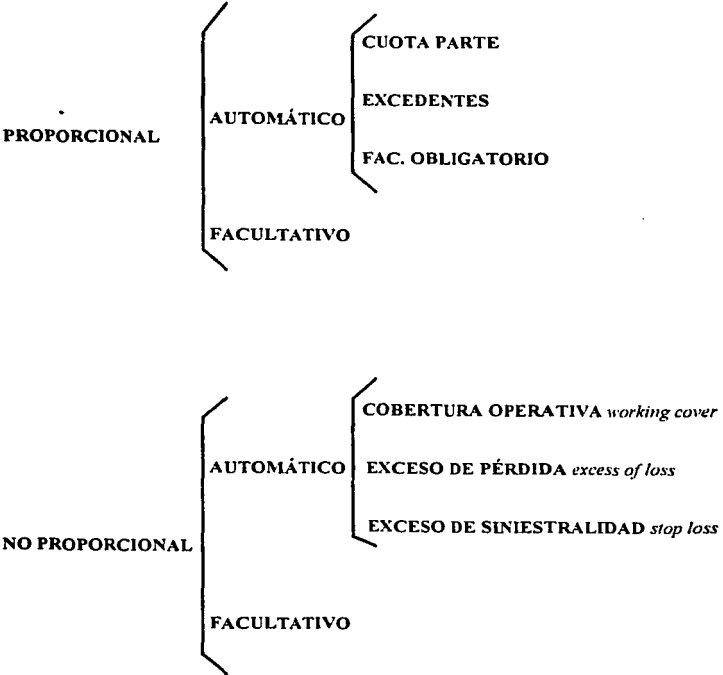 CUOTA PARTE
EXCEDENTES
AUTOMÁTICO
PROPORCIONAL
FAC. OBLIGATORIO
FACULTATIVO
COBERTURA OPERATIVA working cover
AUTOMÁTICO
EXCESO DE PÉRDIDA excess of loss
EXCESO DE SINIESTRALIDAD stop loss
NO PROPORCIONAL
FACULTATIVO